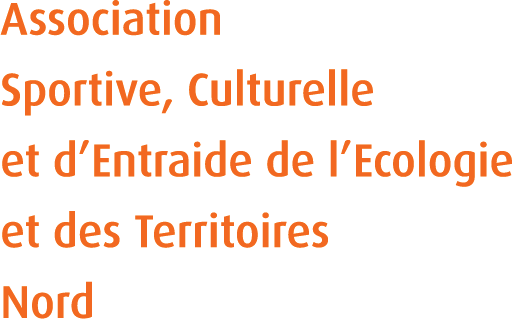 Association
Sportive, Culturelle
et d’Entraide de l’Ecologie
et des Territoires
Nord